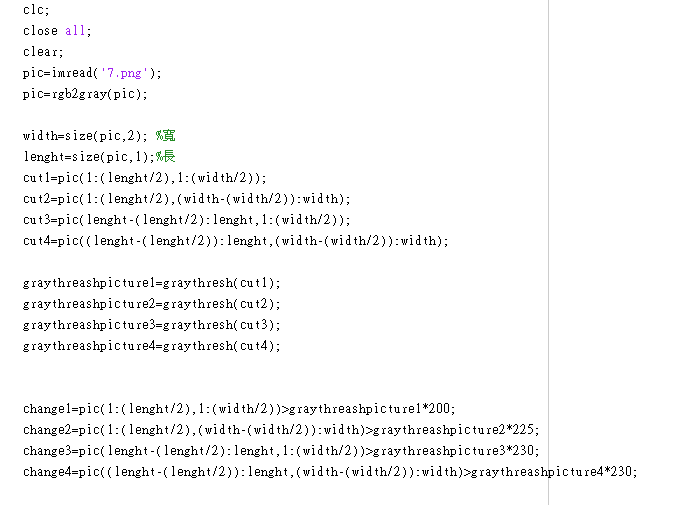 clc;
close all;
clear;
pic=imread('7.png');
pic=rgb2gray(pic);
width=size(pic,2); %寬
lenght=size(pic,1);%長
cut1=pic(1:(lenght/2),1:(width/2));
cut2=pic(1:(lenght/2),(width-(width/2)):width);
cut3=pic(lenght-(lenght/2):lenght,1:(width/2));
cut4=pic((lenght-(lenght/2)):lenght,(width-(width/2)):width);
graythreashpicture1=graythresh(cut1);
graythreashpicture2=graythresh(cut2);
graythreashpicture3=graythresh(cut3);
graythreashpicture4=graythresh(cut4);
change1=pic(1:(lenght/2),1:(width/2))>graythreashpicture1*200;
change2=pic(1:(lenght/2),(width-(width/2)):width)>graythreashpicture2*225;
change3=pic(lenght-(lenght/2):lenght,1:(width/2))>graythreashpicture3*230;
change4=pic((lenght-(lenght/2)):lenght,(width-(width/2)):width)>graythreashpicture4*230;